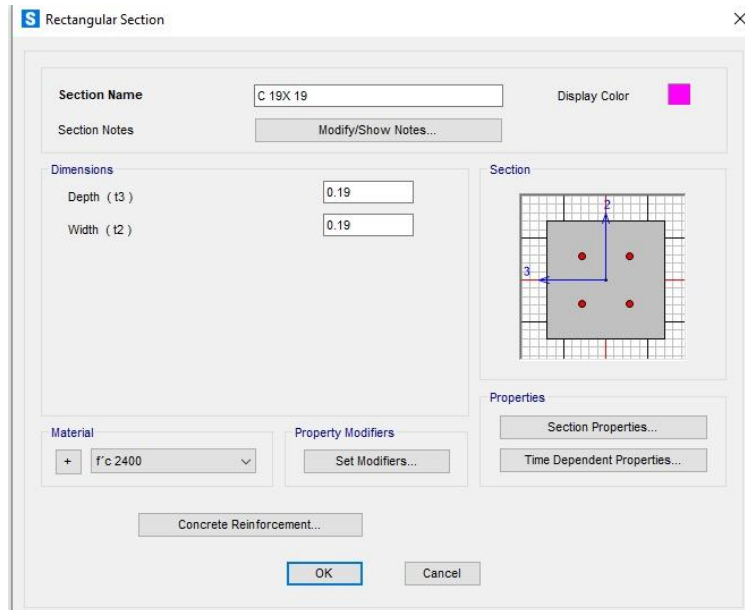 S Rectangular Section
Section Name
C 19X 19
Display Color
Section Notes
Modify/Show Notes...
Dimensions
Depth ( t3 )
0.19
Width ( t2 )
0.19
Section
2
3
Properties
Section Properties...
Time Dependent Properties...
Material
+
f´c 2400
Property Modifiers
Set Modifiers...
Concrete Reinforcement...
OK
Cancel